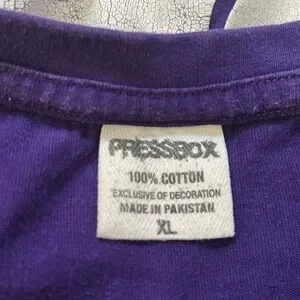 PRESSBOX
100% COTTON
EXCLUSIVE OF DECORATION
MADE IN PAKISTAN
XL